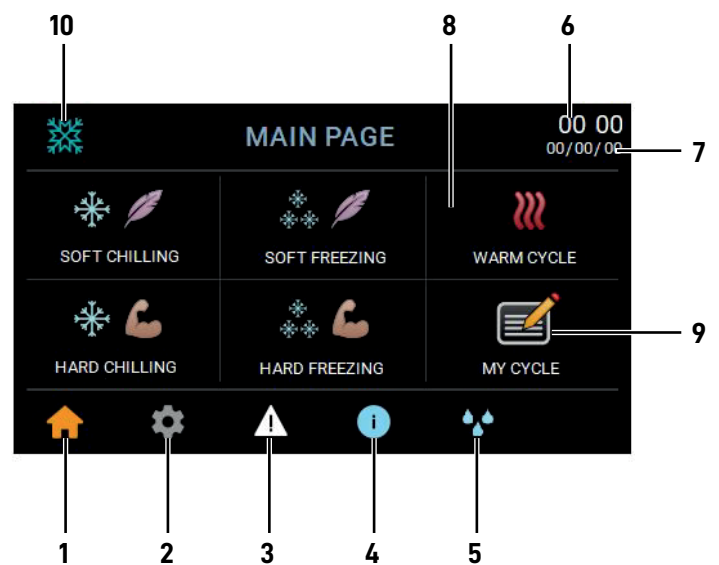 10 8 6
MAIN PAGE
00 00
00/00/00
7
SOFT CHILLING
SOFT FREEZING
WARM CYCLE
9
HARD CHILLING
HARD FREEZING
MY CYCLE
1 2 3 4 5